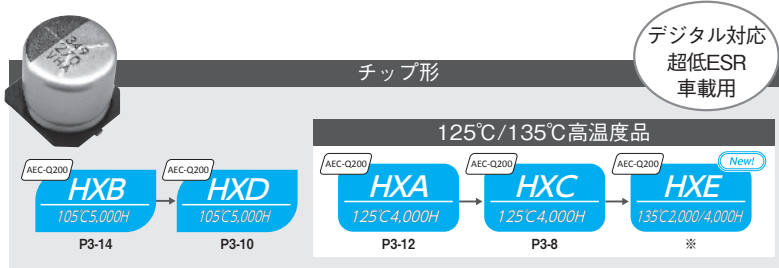 デジタル対応
超低ESR
車載用
チップ形
3A9
270
VHA
125℃/135℃高温度品
AEC-Q200
HXB
105℃5,000H
P3-14
AEC-Q200
HXD
105℃5,000H
P3-10
AEC-Q200
HXA
125℃4,000H
P3-12
AEC-Q200
HXC
125℃4,000H
P3-8
AEC-Q200
New!
HXE
135℃2,000/4,000H
※